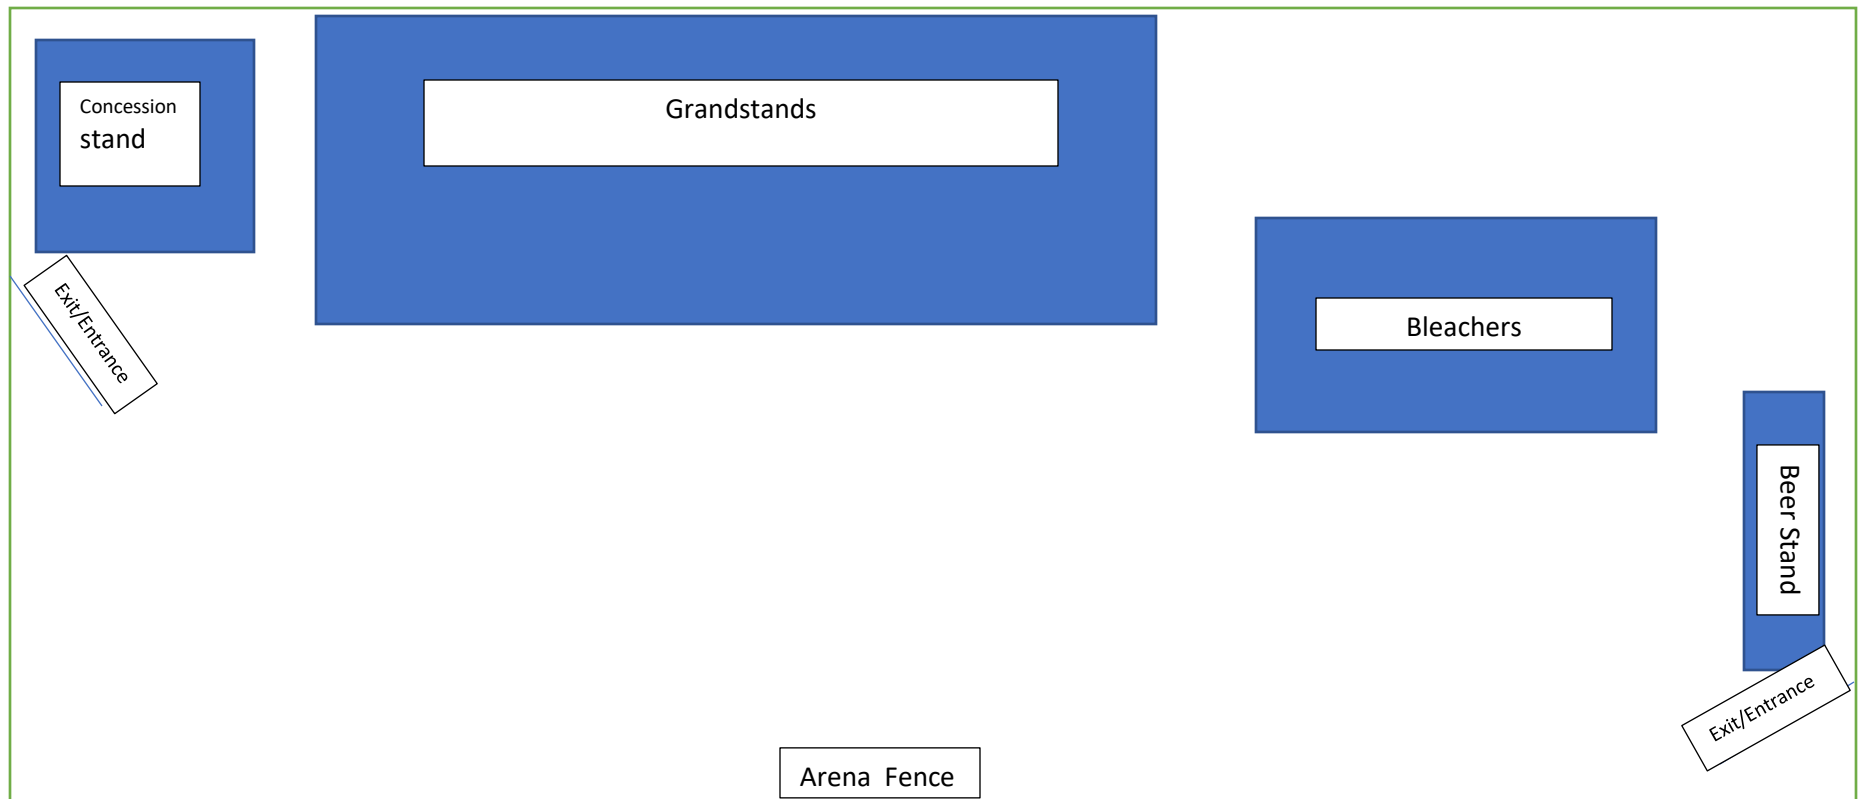 Concession
stand
Grandstands
Exit/Entrance
Bleachers
Beer Stand
Exit/Entrance
Arena  Fence